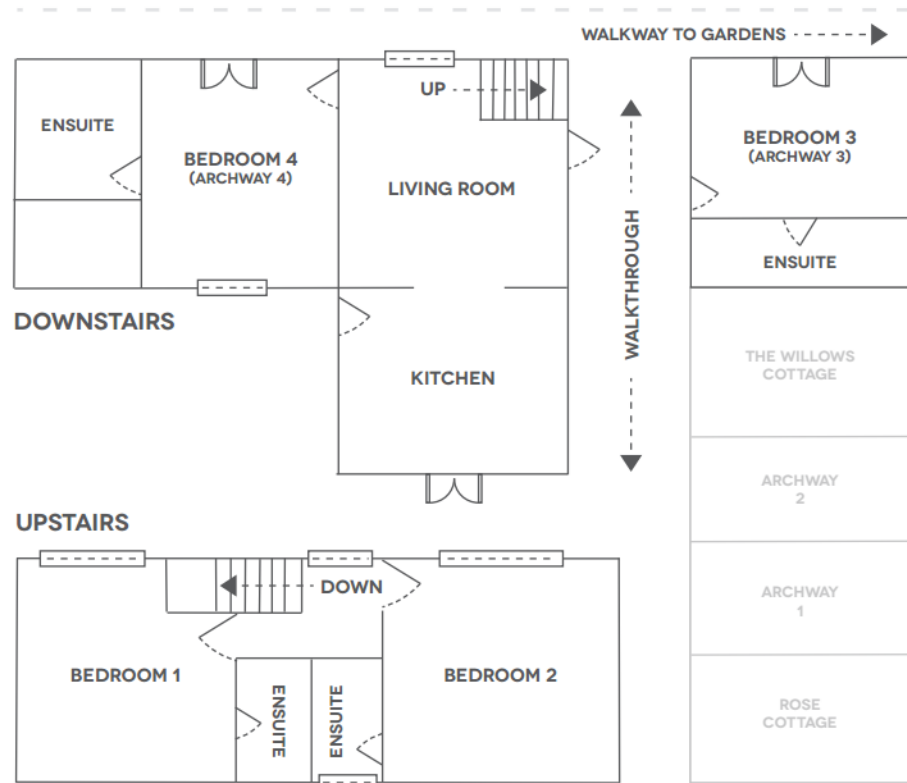 WALKWAY TO GARDENS
UP
ENSUITE
BEDROOM 4
(ARCHWAY 4)
LIVING ROOM
BEDROOM 3
(ARCHWAY 3)
ENSUITE
WALKTHROUGH
DOWNSTAIRS
KITCHEN
THE WILLOWS
COTTAGE
ARCHWAY
2
UPSTAIRS
DOWN
ARCHWAY
1
BEDROOM 1
ENSUITE
ENSUITE
BEDROOM 2
ROSE
COTTAGE